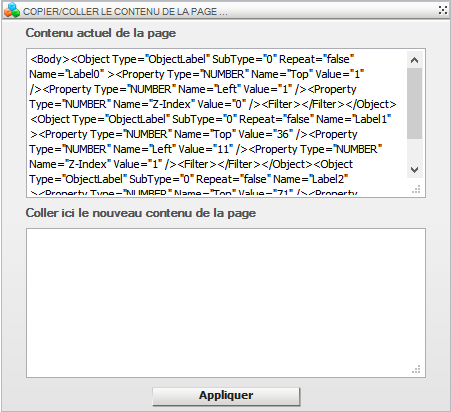 COPIER/COLLER LE CONTENU DE LA PAGE ...
Contenu actuel de la page
<Body><Object Type="ObjectLabel" SubType="0" Repeat="false"
Name="Label0" ><Property Type="NUMBER" Name="Top" Value="1"
/><Property Type="NUMBER" Name="Left" Value="1" /><Property
Type="NUMBER" Name="Z-Index" Value="0" /><Filter></Filter></Object>
<Object Type="ObjectLabel" SubType="0" Repeat="false" Name="Label1"
><Property Type="NUMBER" Name="Top" Value="36" /><Property
Type="NUMBER" Name="Left" Value="11" /><Property Type="NUMBER"
Name="Z-Index" Value="1" /><Filter></Filter></Object><Object
Type="ObjectLabel" SubType="0" Repeat="false" Name="Label2"
><Property Type="NUMBER" Name="Top" Value="71" /><Property
Coller ici le nouveau contenu de la page
Appliquer